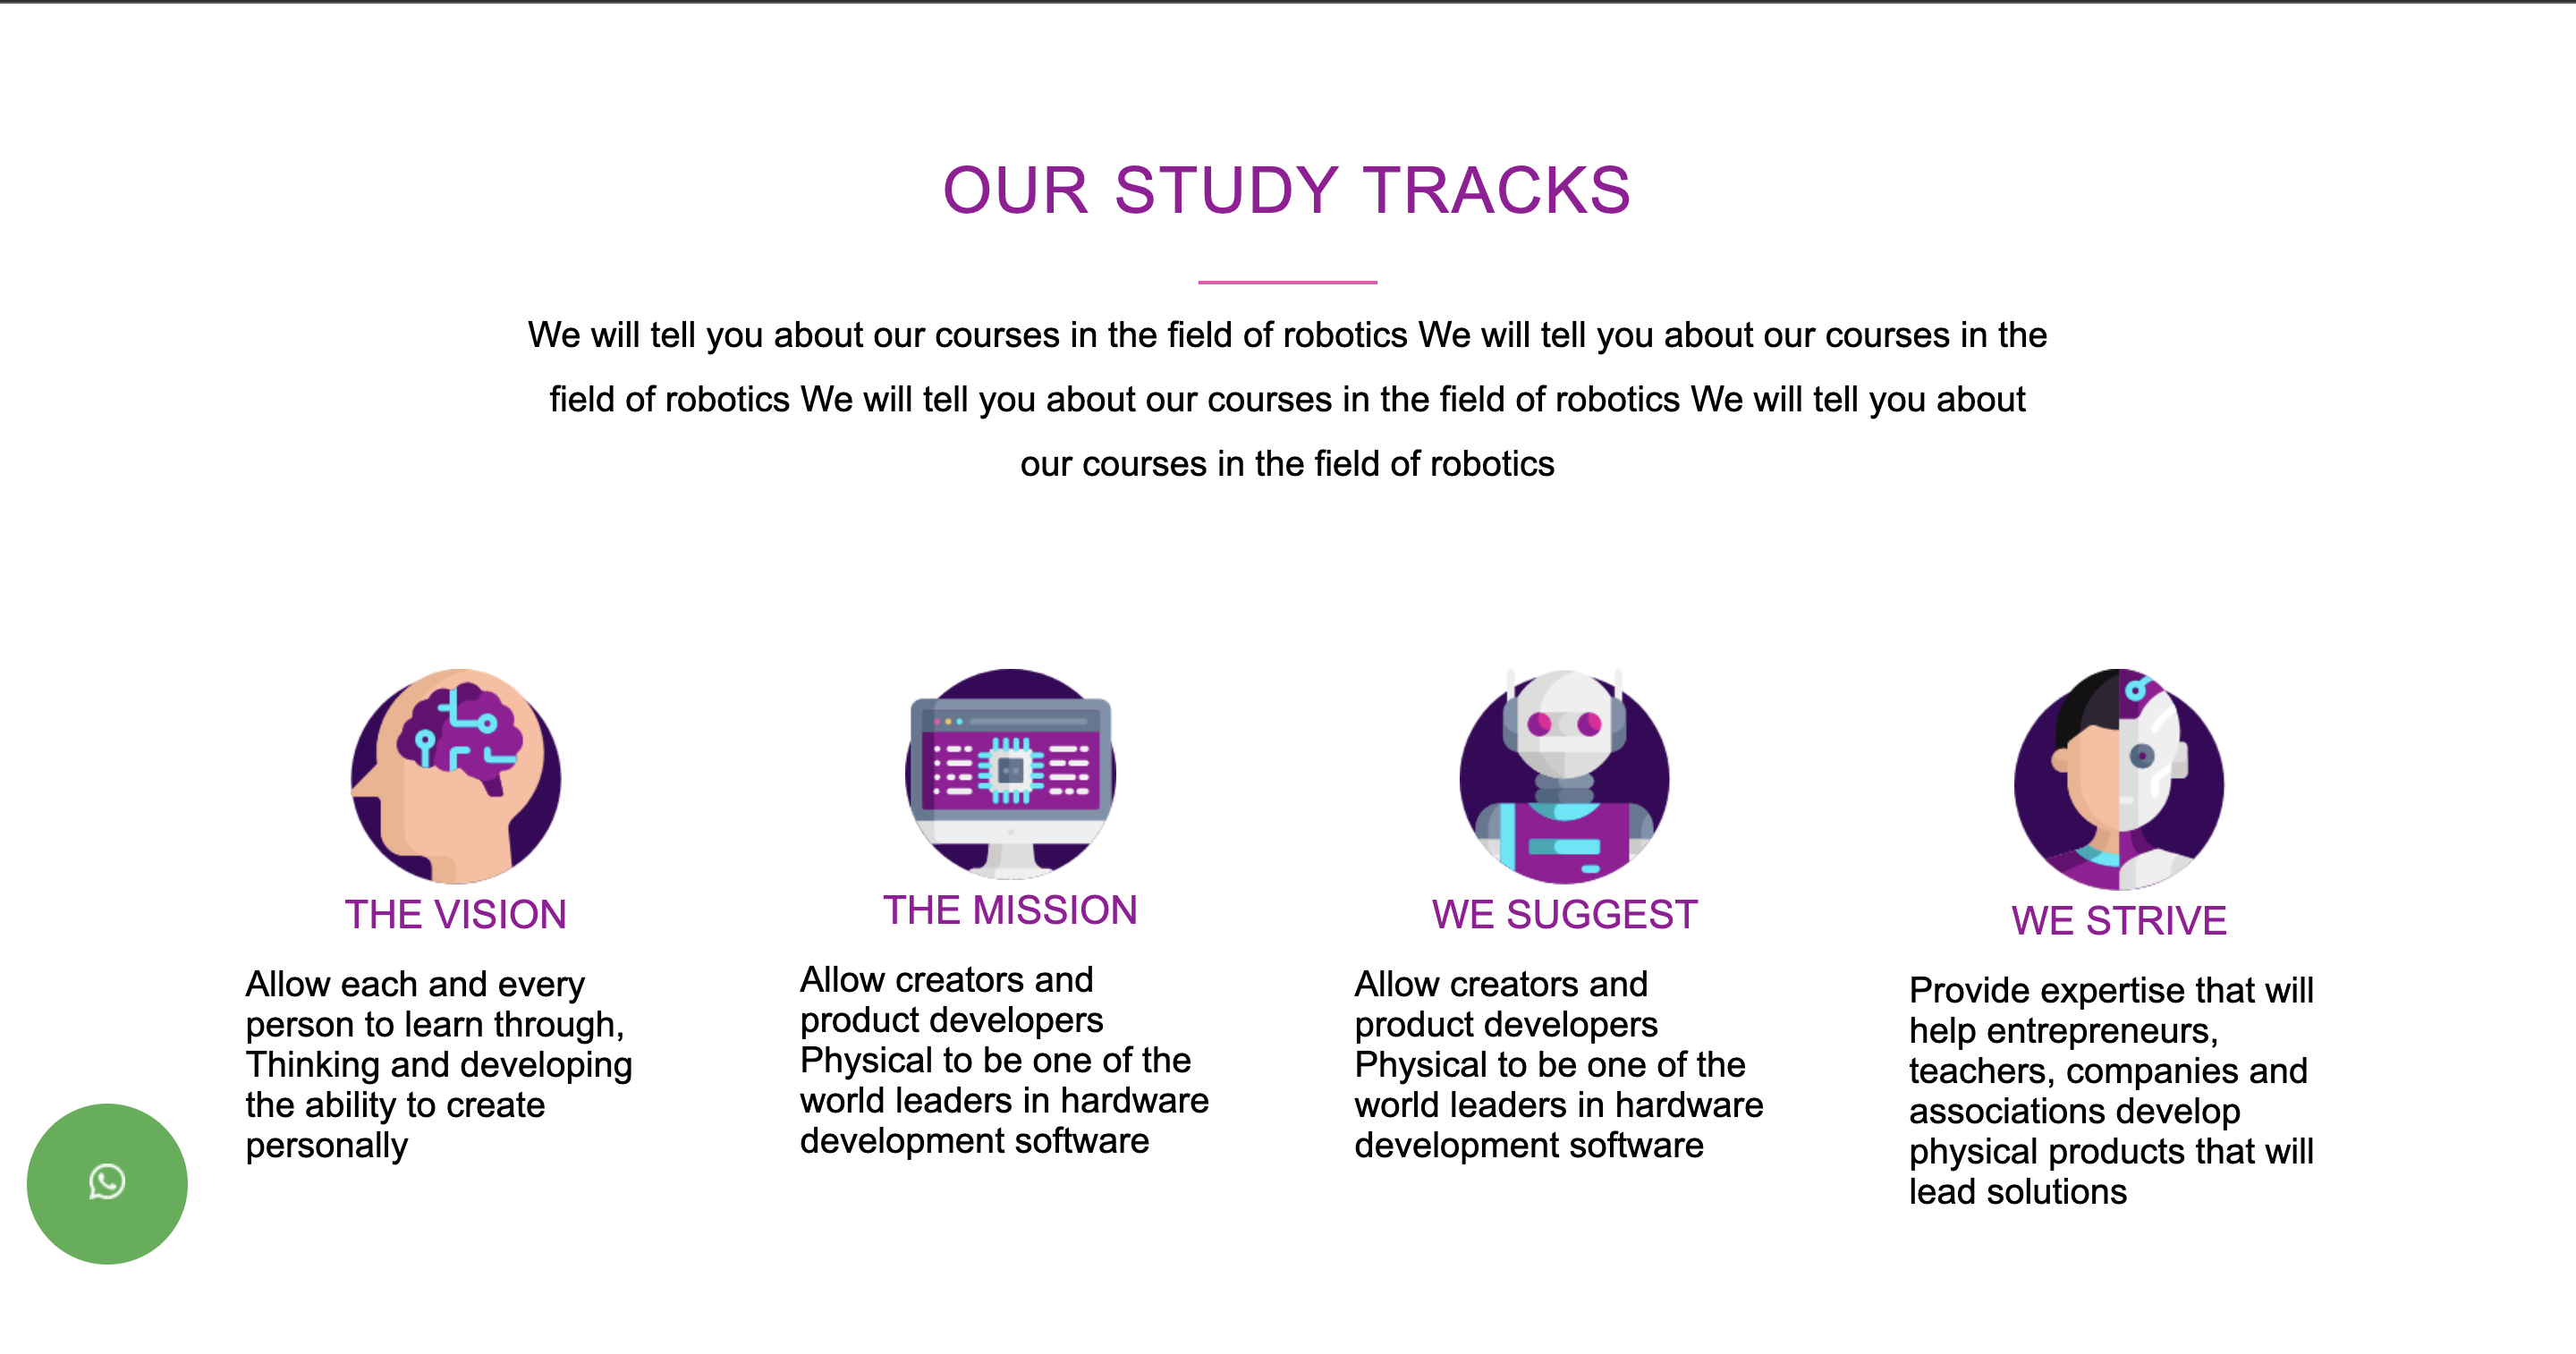 OUR STUDY TRACKS
We will tell you about our courses in the field of robotics We will tell you about our courses in the
field of robotics We will tell you about our courses in the field of robotics We will tell you about
our courses in the field of robotics
THE VISION
Allow each and every
person to learn through,
Thinking and developing
the ability to create
personally
THE MISSION
Allow creators and
product developers
Physical to be one of the
world leaders in hardware
development software
WE SUGGEST
Allow creators and
product developers
Physical to be one of the
world leaders in hardware
development software
WE STRIVE
Provide expertise that will
help entrepreneurs,
teachers, companies and
associations develop
physical products that will
lead solutions